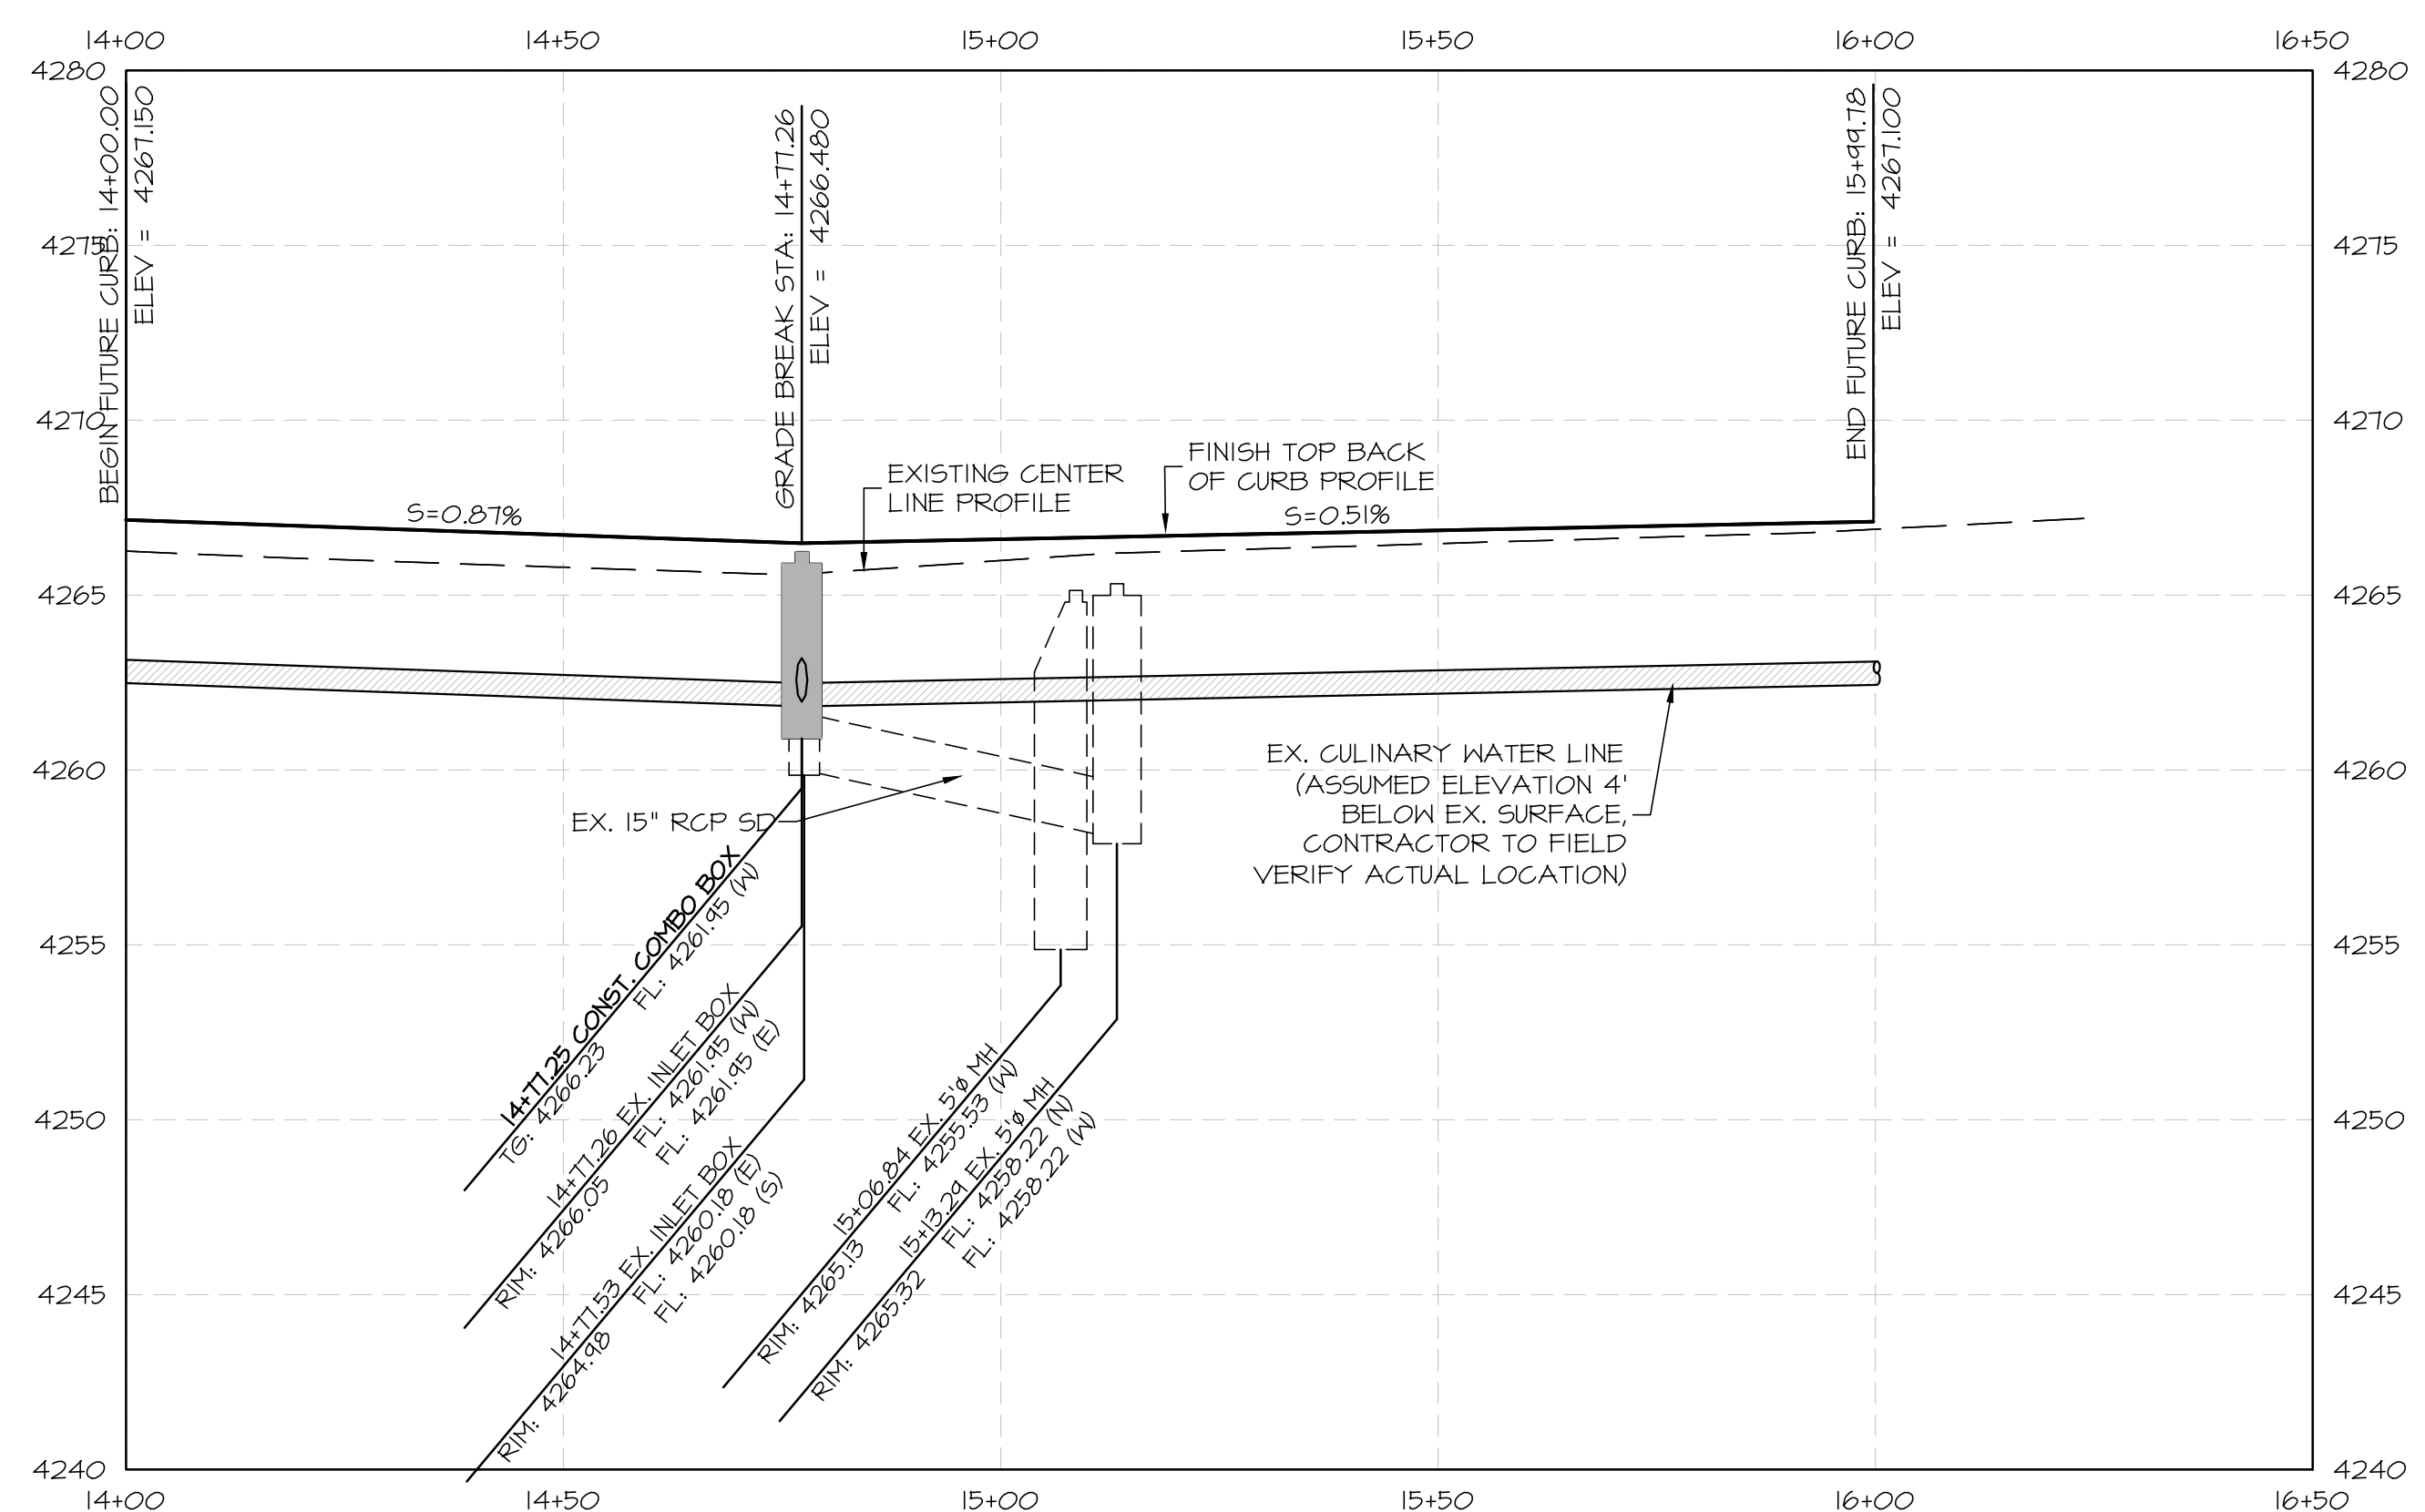 14+00
14+50
15+00
15+50
16+00
16+50
4280
4280
4275
4275
4270
4270
4265
4265
4260
4260
4255
4255
4250
4250
4245
4245
4240
4240
BEGIN FUTURE CURB: 14+00.00
ELEV = 4267.150
GRADE BREAK STA: 14+77.26
ELEV = 4266.480
END FUTURE CURB: 15+99.78
ELEV = 4267.100
EXISTING CENTER
LINE PROFILE
FINISH TOP BACK
OF CURB PROFILE
S=0.87%
S=0.51%
EX. 15" RCP SD
EX. CULINARY WATER LINE
(ASSUMED ELEVATION 4'
BELOW EX. SURFACE,
CONTRACTOR TO FIELD
VERIFY ACTUAL LOCATION)
14+77.25 CONST. COMBO BOX
TG: 4266.23
FL: 4261.95 (W)
14+77.26 EX. INLET BOX
RIM: 4266.05
FL: 4261.95 (W)
FL: 4261.95 (E)
14+77.53 EX. INLET BOX
RIM: 4264.98
FL: 4260.18 (E)
FL: 4260.18 (S)
15+06.84 EX. 5'ø MH
RIM: 4265.13
FL: 4255.53 (W)
15+13.29 EX. 5'ø MH
RIM: 4265.32
FL: 4258.22 (N)
FL: 4258.22 (W)
14+00
14+50
15+00
15+50
16+00
16+50